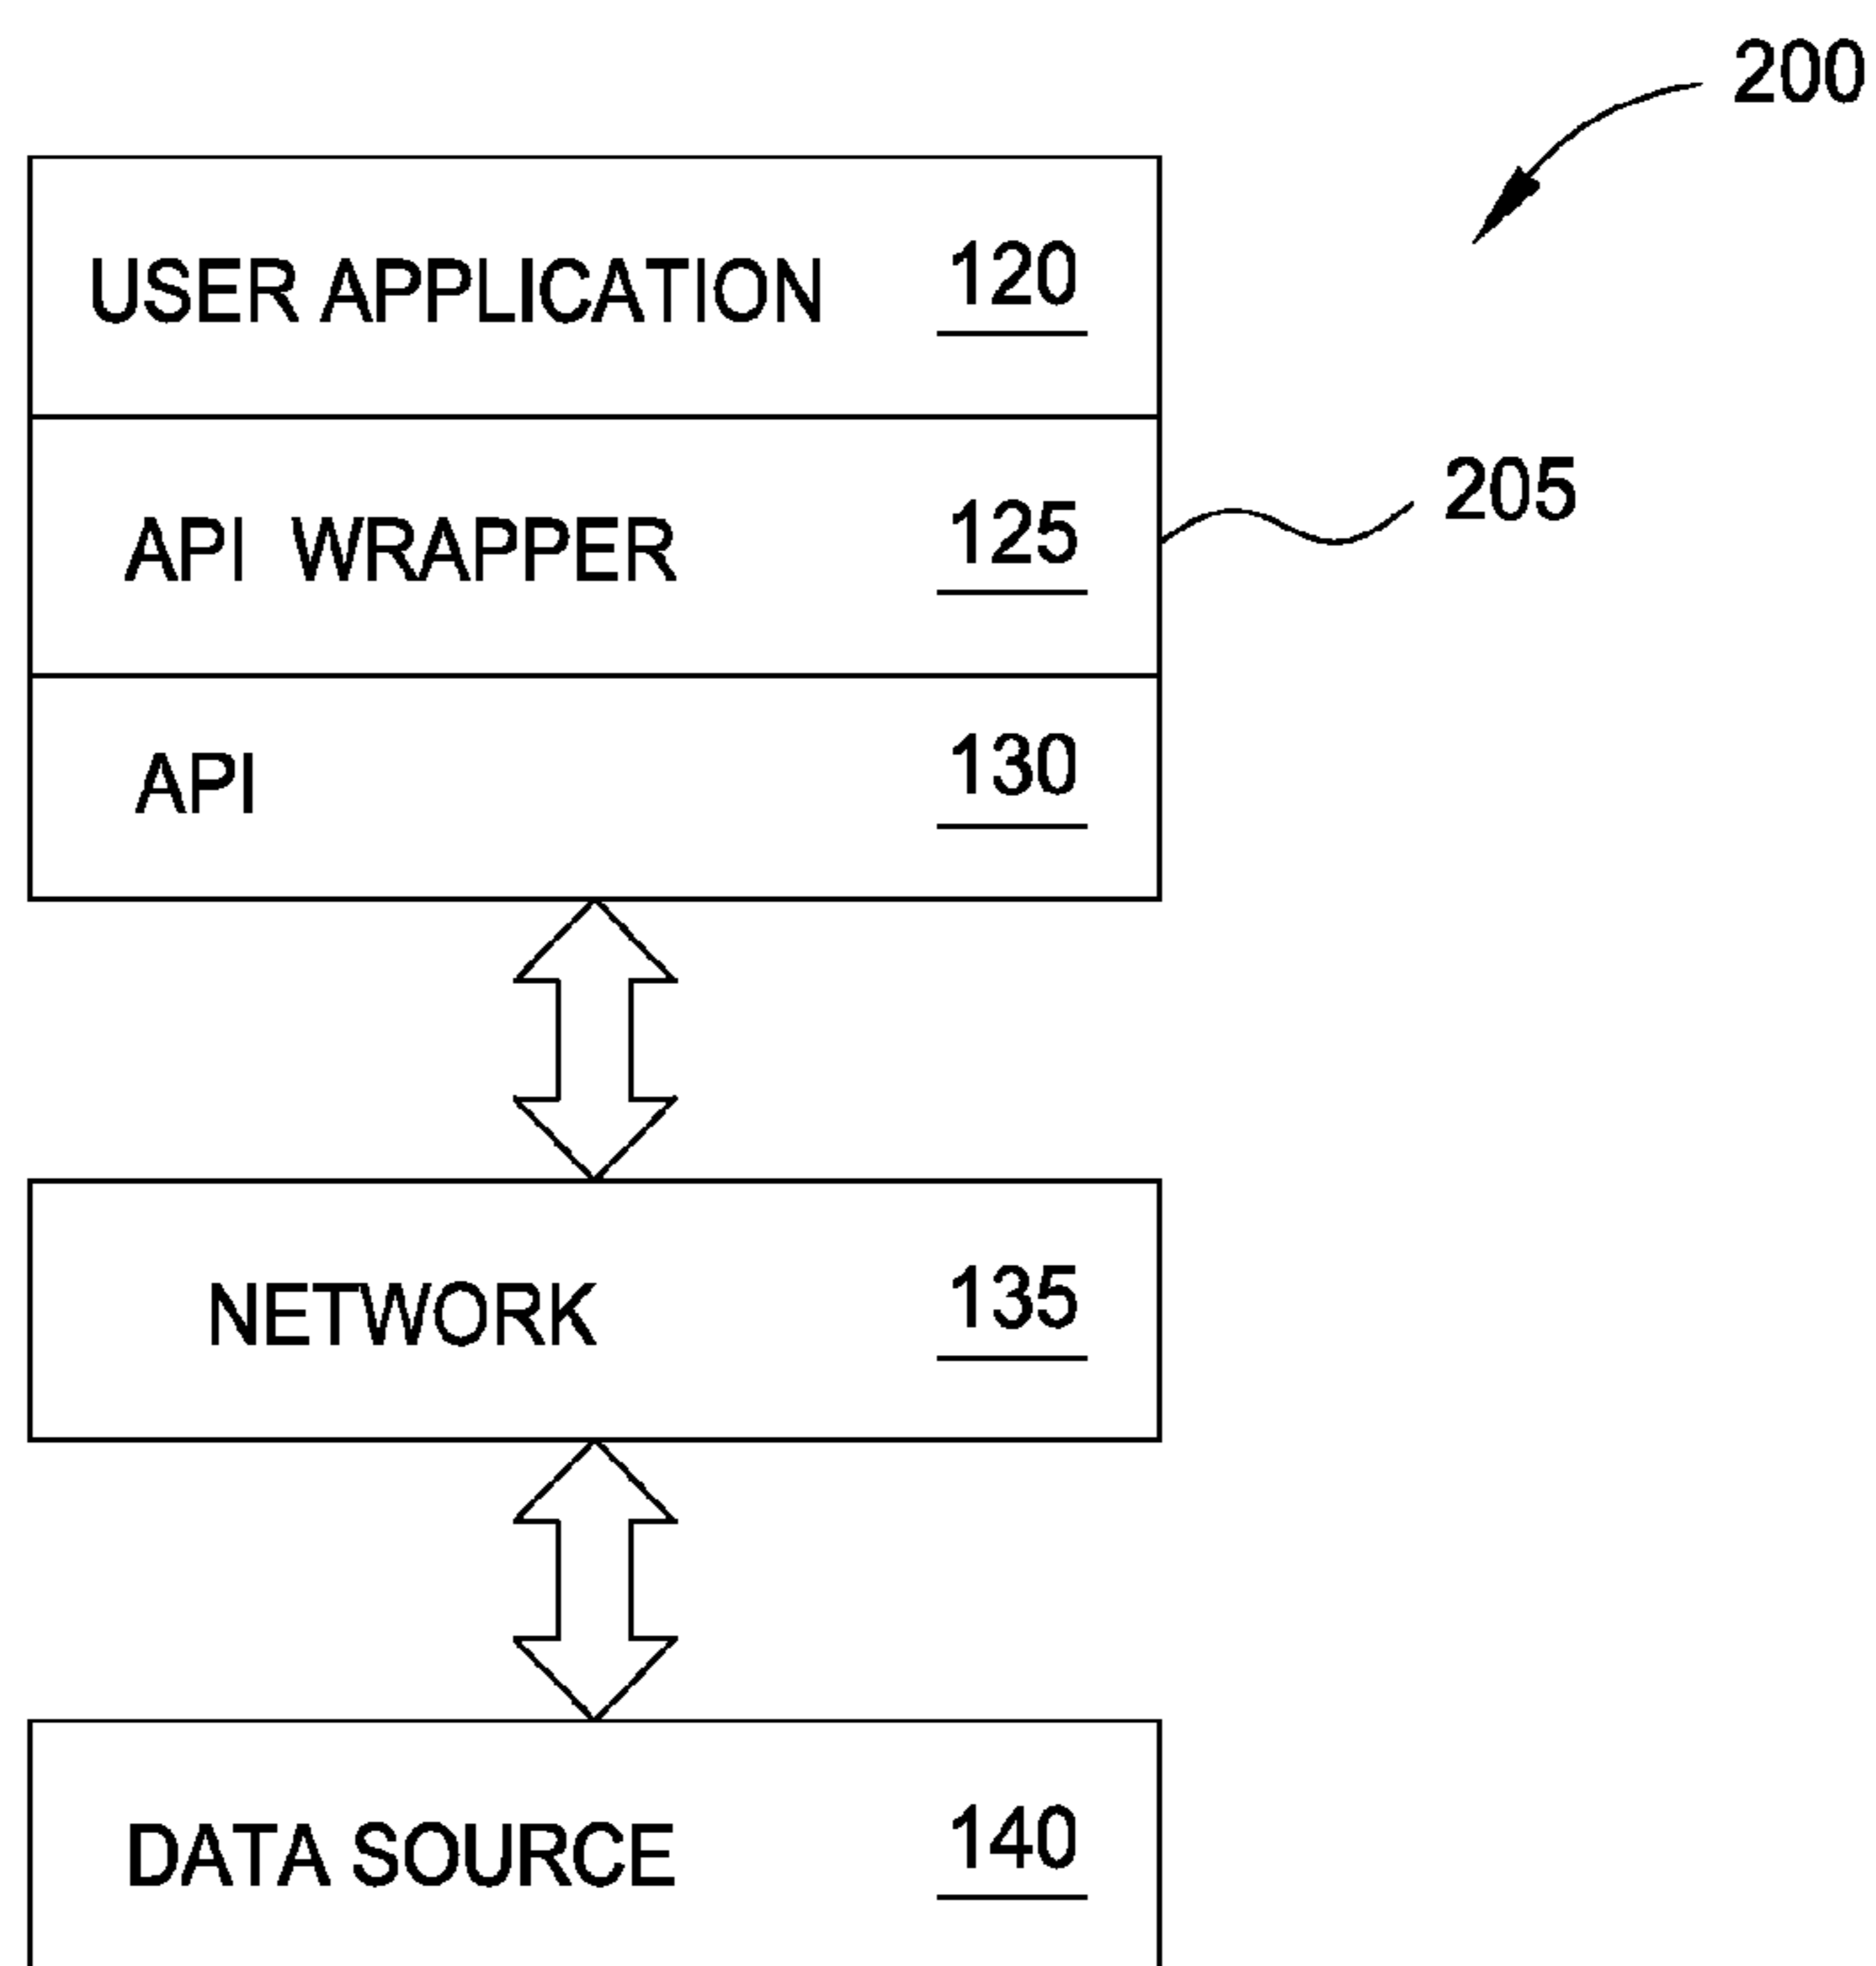 200
USER APPLICATION 120
API WRAPPER 125
205
API 130
NETWORK 135
DATA SOURCE 140